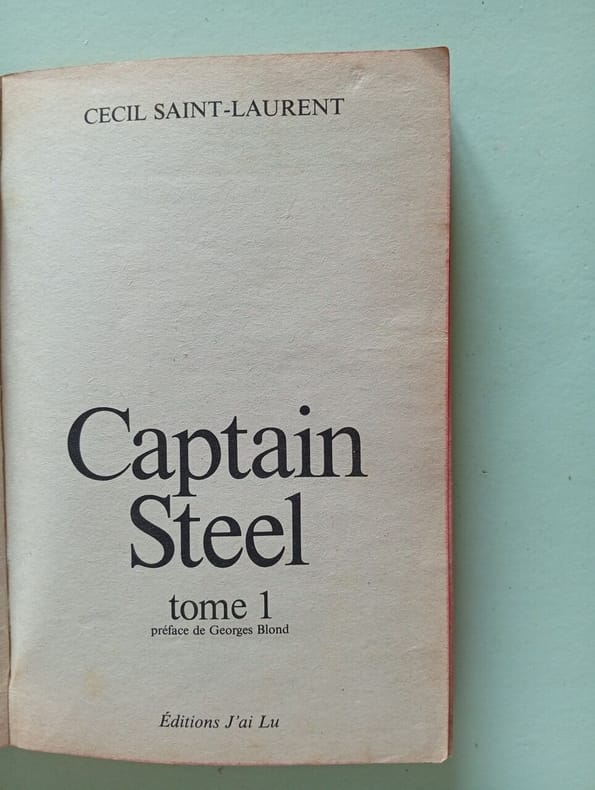 CECIL SAINT-LAURENT
Captain
Steel
tome 1
préface de Georges Blond
Éditions J'ai Lu